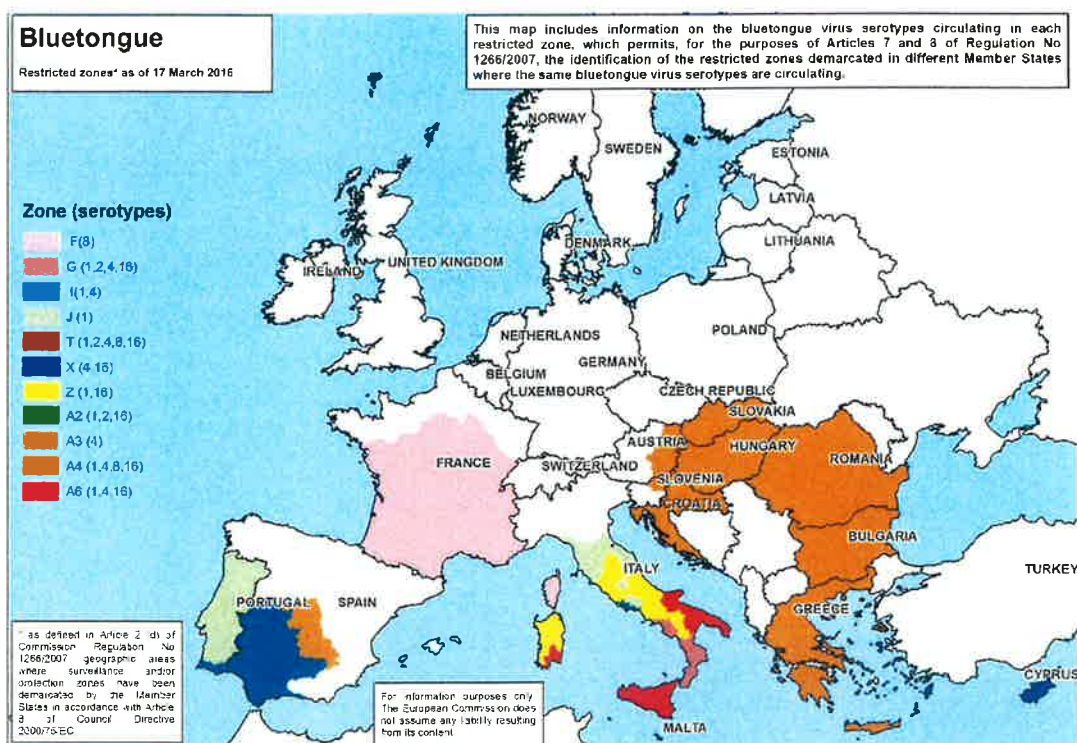 Bluetongue
Restricted zones* as of 17 March 2016
This map includes information on the bluetongue virus serotypes circulating in each
restricted zone, which permits, for the purposes of Articles 7 and 8 of Regulation No
1266/2007, the identification of the restricted zones demarcated in different Member States
where the same bluetongue virus serotypes are circulating.
NORWAY
SWEDEN
ESTONIA
LATVIA
LITHUANIA
DENMARK
IRELAND
UNITED KINGDOM
Zone (serotypes)
F(8)
G (1,2,4,16)
I(1,4)
J (1)
T (1,2,4,8,16)
X (4 16)
Z (1,16)
A2 (1,2,16)
A3 (4)
A4 (1,4,8,16)
A6 (1,4,16)
NETHERLANDS
POLAND
GERMANY
BELGIUM
LUXEMBOURG
CZECH REPUBLIC
SLOVAKIA
AUSTRIA
HUNGARY
FRANCE
SWITZERLAND
ROMANIA
SLOVENIA
CROATIA
BULGARIA
ITALY
TURKEY
PORTUGAL
SPAIN
GREECE
CYPRUS
MALTA
* as defined in Article 2 (d) of
Commission Regulation No
1266/2007 geographic areas
where surveillance and/or
protection zones have been
demarcated by the Member
States in accordance with Article
8 of Council Directive
2000/75/EC
For information purposes only
The European Commission does
not assume any liability resulting
from its content